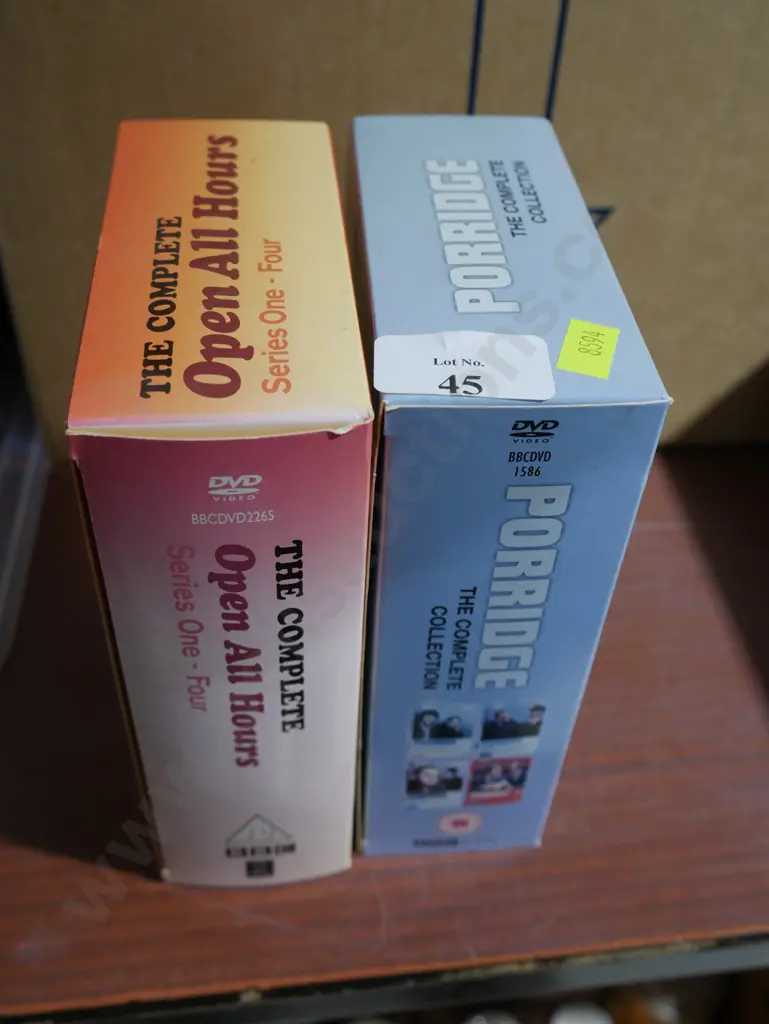 THE COMPLETE
Open All Hours
Series One - Four
DVD
VIDEO
BBCDVD2265
THE COMPLETE
Open All Hours
Series One - Four
PORRIDGE
THE COMPLETE
COLLECTION
Lot No.
45
8594
DVD
VIDEO
BBCDVD
1586
PORRIDGE
THE COMPLETE
COLLECTION